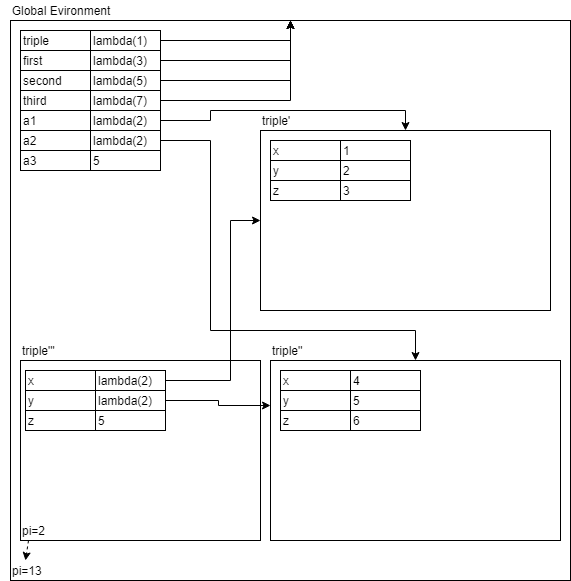 Global Evironment
triple lambda(1)
first lambda(3)
second lambda(5)
third lambda(7)
a1 lambda(2)
a2 lambda(2)
a3 5
triple'
x 1
y 2
z 3
triple'''
x lambda(2)
y lambda(2)
z 5
pi=2
triple''
x 4
y 5
z 6
pi=13